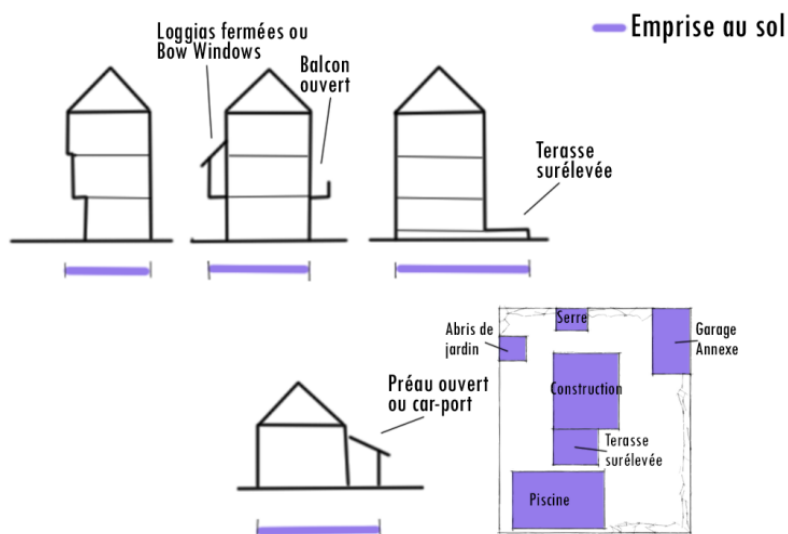 Emprise au sol
Loggias fermées ou
Bow Windows
Balcon
ouvert
Terasse
surélevée
Préau ouvert
ou car-port
Serre
Abris de
jardin
Garage
Annexe
Construction
Terasse
surélevée
Piscine